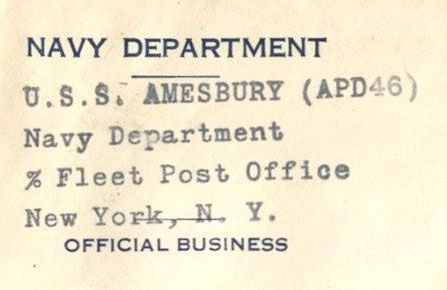 NAVY DEPARTMENT
U.S.S. AMESBURY (APD46)
Navy Department
% Fleet Post Office
New York, N. Y.
OFFICIAL BUSINESS